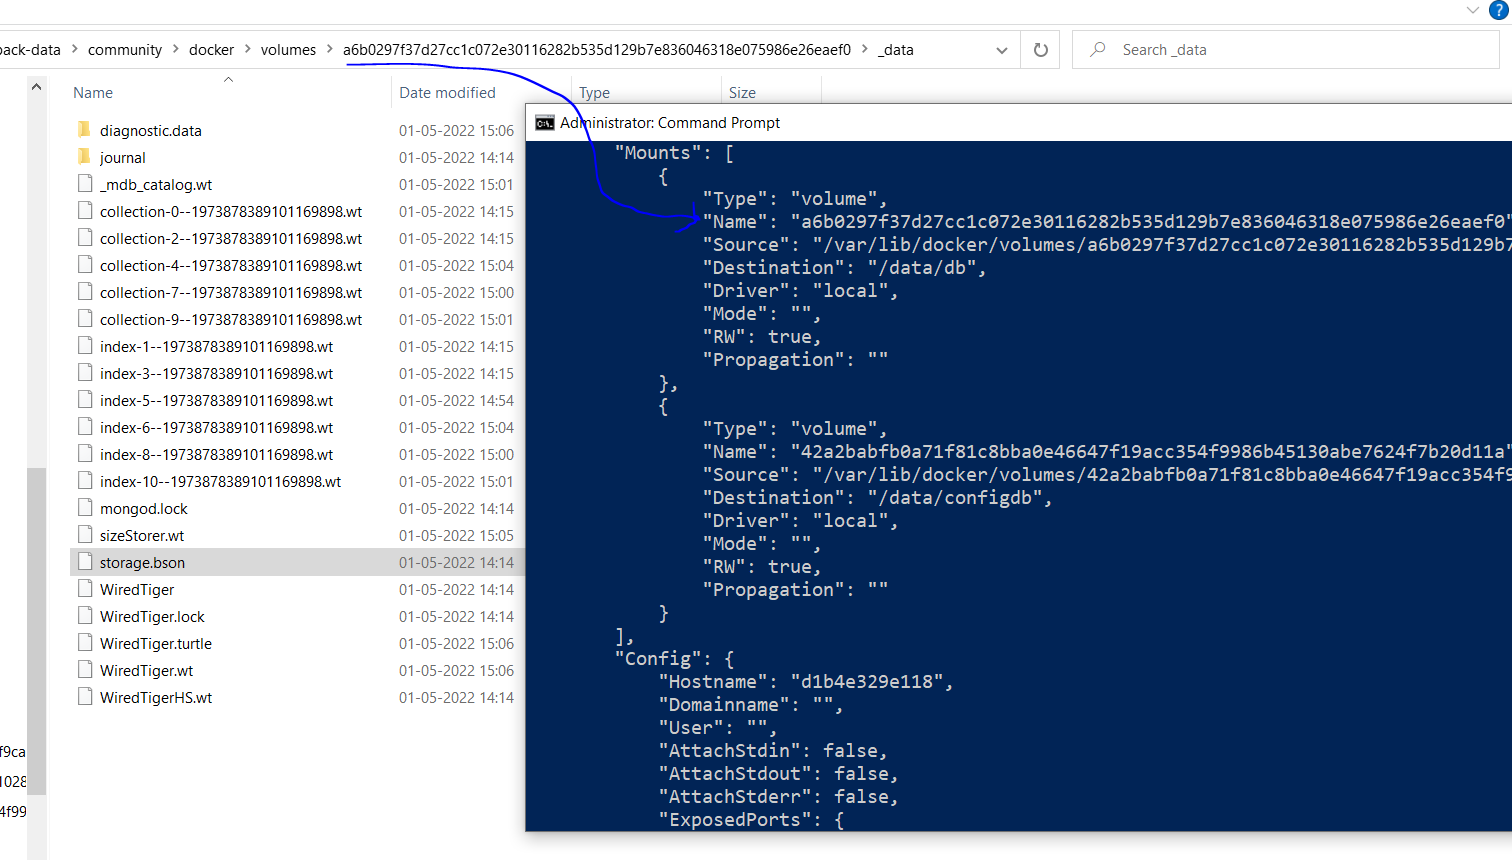 ?
back-data > community > docker > volumes > a6b0297f37d27cc1c072e30116282b535d129b7e836046318e075986e26eaef0 > _data
Search _data
Name Date modified Type Size
diagnostic.data 01-05-2022 15:06
journal 01-05-2022 14:14
_mdb_catalog.wt 01-05-2022 15:01
collection-0--1973878389101169898.wt 01-05-2022 14:15
collection-2--1973878389101169898.wt 01-05-2022 14:15
collection-4--1973878389101169898.wt 01-05-2022 15:04
collection-7--1973878389101169898.wt 01-05-2022 15:00
collection-9--1973878389101169898.wt 01-05-2022 15:01
index-1--1973878389101169898.wt 01-05-2022 14:15
index-3--1973878389101169898.wt 01-05-2022 14:15
index-5--1973878389101169898.wt 01-05-2022 14:54
index-6--1973878389101169898.wt 01-05-2022 15:04
index-8--1973878389101169898.wt 01-05-2022 15:00
index-10--1973878389101169898.wt 01-05-2022 15:01
mongod.lock 01-05-2022 14:14
sizeStorer.wt 01-05-2022 15:05
storage.bson 01-05-2022 14:14
WiredTiger 01-05-2022 14:14
WiredTiger.lock 01-05-2022 14:14
WiredTiger.turtle 01-05-2022 15:06
WiredTiger.wt 01-05-2022 15:06
WiredTigerHS.wt 01-05-2022 14:14
f9ca
1028
4f99
Administrator: Command Prompt
"Mounts": [
{
"Type": "volume",
"Name": "a6b0297f37d27cc1c072e30116282b535d129b7e836046318e075986e26eaef0"
"Source": "/var/lib/docker/volumes/a6b0297f37d27cc1c072e30116282b535d129b7
"Destination": "/data/db",
"Driver": "local",
"Mode": "",
"RW": true,
"Propagation": ""
},
{
"Type": "volume",
"Name": "42a2babfb0a71f81c8bba0e46647f19acc354f9986b45130abe7624f7b20d11a"
"Source": "/var/lib/docker/volumes/42a2babfb0a71f81c8bba0e46647f19acc354f9
"Destination": "/data/configdb",
"Driver": "local",
"Mode": "",
"RW": true,
"Propagation": ""
}
],
"Config": {
"Hostname": "d1b4e329e118",
"Domainname": "",
"User": "",
"AttachStdin": false,
"AttachStdout": false,
"AttachStderr": false,
"ExposedPorts": {